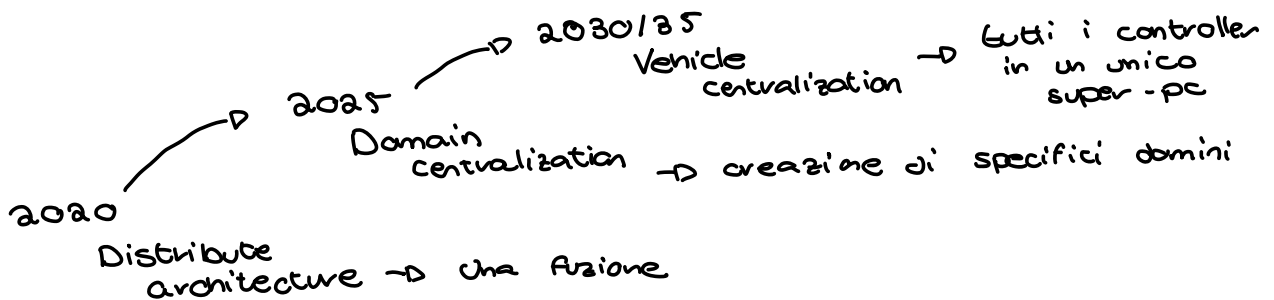 2030/35
Vehicle
centralization → tutti i controller
in un unico
super-pc
2025
Domain
centralization → creazione di specifici domini
2020
Distribute
architecture → una fuzione